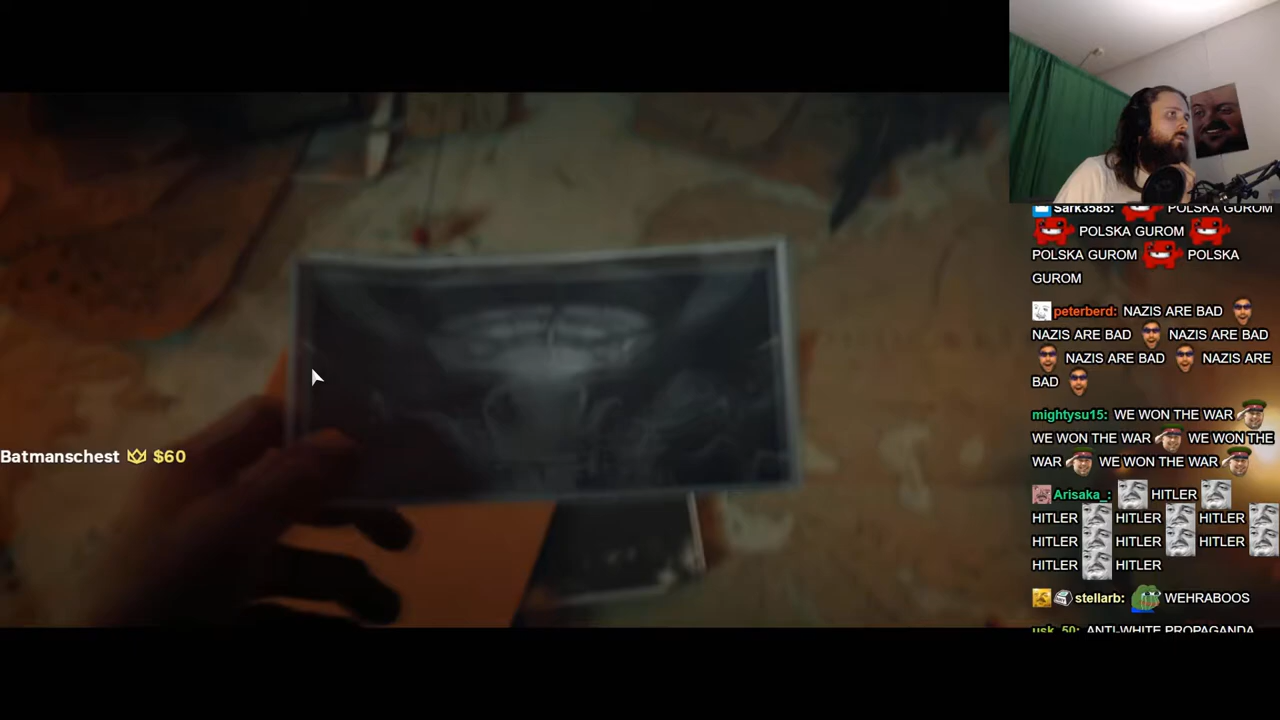 Batmanschest $60
Sark3585: POLSKA GUROM
POLSKA GUROM
POLSKA GUROM POLSKA
GUROM
peterberd: NAZIS ARE BAD
NAZIS ARE BAD NAZIS ARE BAD
NAZIS ARE BAD NAZIS ARE
BAD
mightysu15: WE WON THE WAR
WE WON THE WAR WE WON THE
WAR WE WON THE WAR
Arisaka_: HITLER
HITLER HITLER HITLER
HITLER HITLER HITLER
HITLER HITLER
stellarb: WEHRABOOS
usk_50: ANTI-WHITE PROPAGANDA